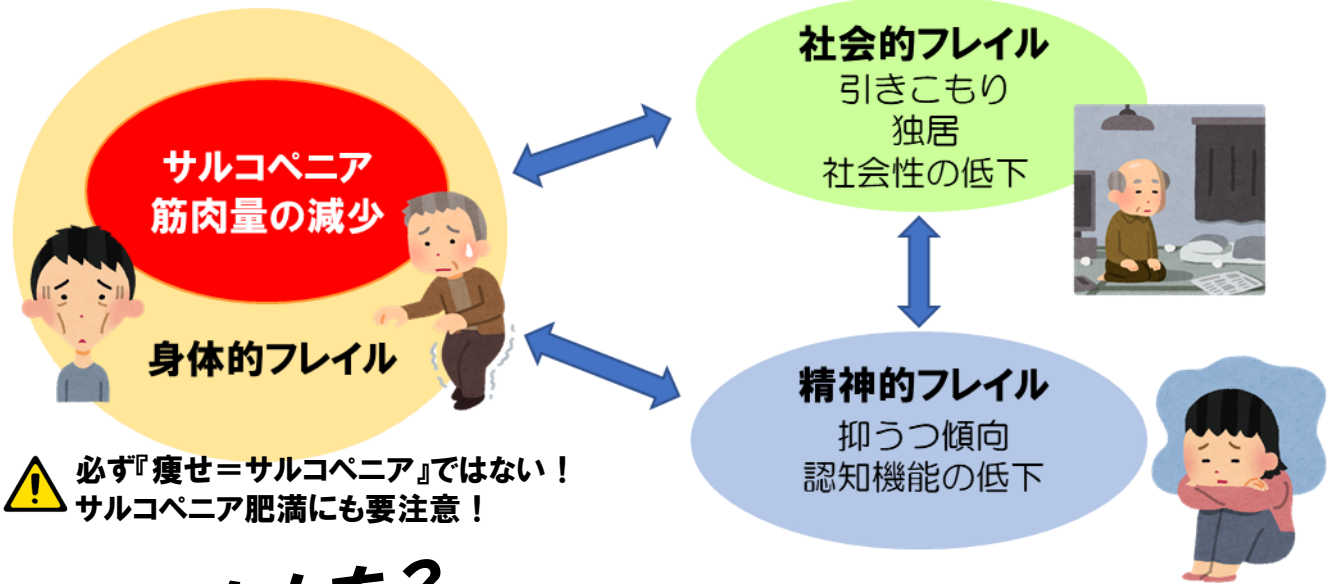 サルコペニア
筋肉量の減少
身体的フレイル
必ず『痩せ=サルコペニア』ではない!
サルコペニア肥満にも要注意!
社会的フレイル
引きこもり
独居
社会性の低下
精神的フレイル
抑うつ傾向
認知機能の低下